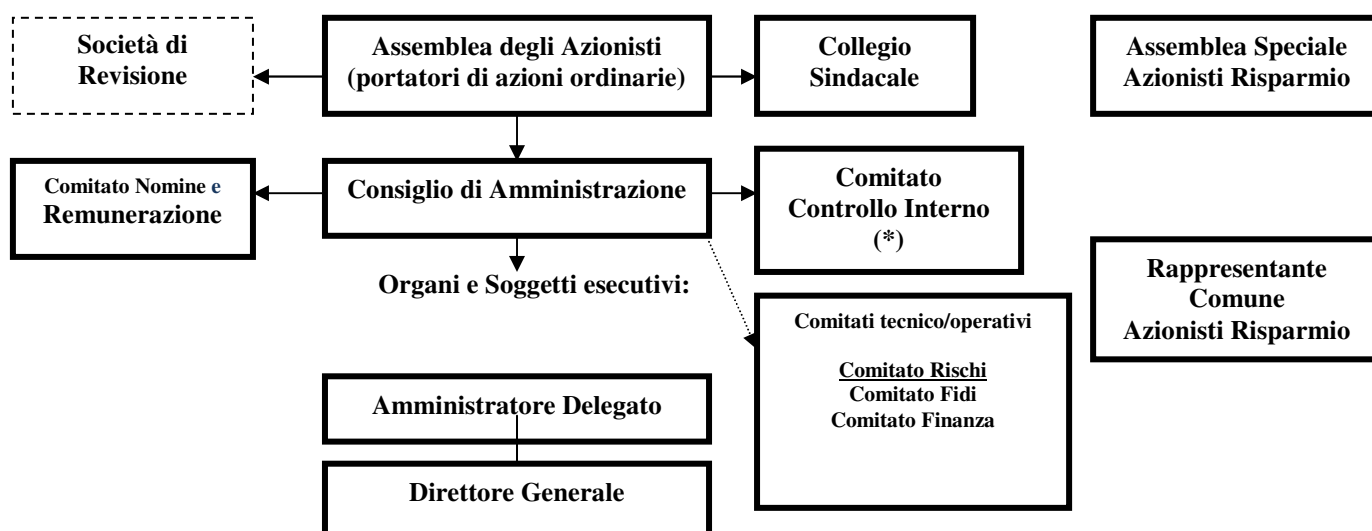 Società di
Revisione
Assemblea degli Azionisti
(portatori di azioni ordinarie)
Collegio
Sindacale
Assemblea Speciale
Azionisti Risparmio
Comitato Nomine e
Remunerazione
Consiglio di Amministrazione
Comitato
Controllo Interno
(*)
Organi e Soggetti esecutivi:
Rappresentante
Comune
Azionisti Risparmio
Comitati tecnico/operativi
Comitato Rischi
Comitato Fidi
Comitato Finanza
Amministratore Delegato
Direttore Generale